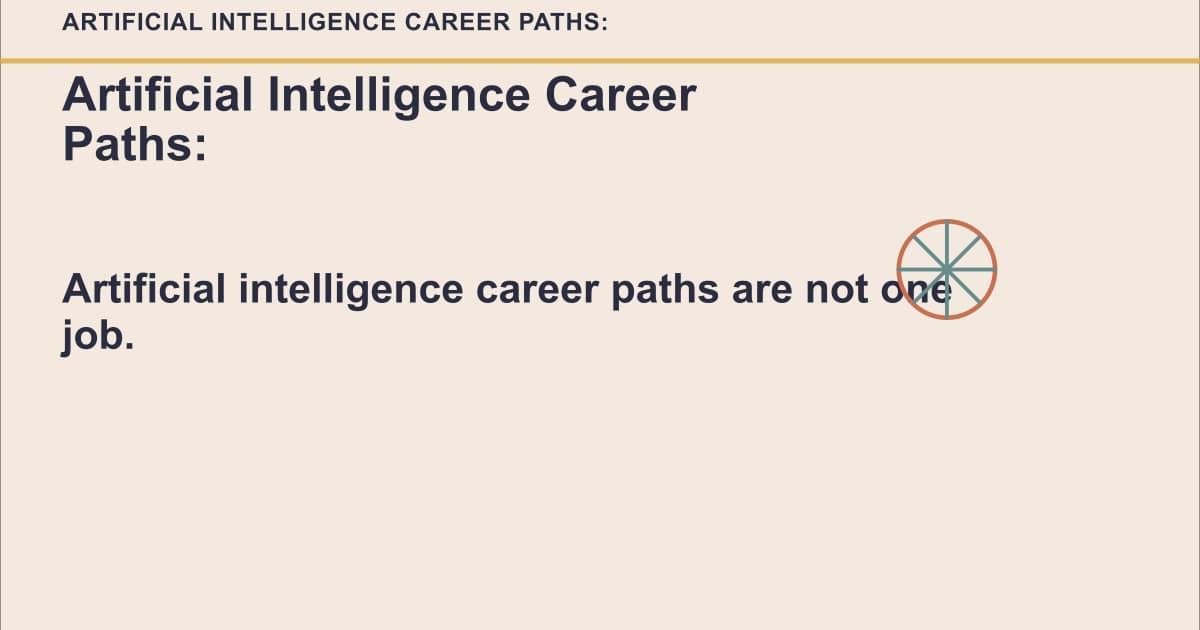 ARTIFICIAL INTELLIGENCE CAREER PATHS:
Artificial Intelligence Career
Paths:
Artificial intelligence career paths are not one
job.